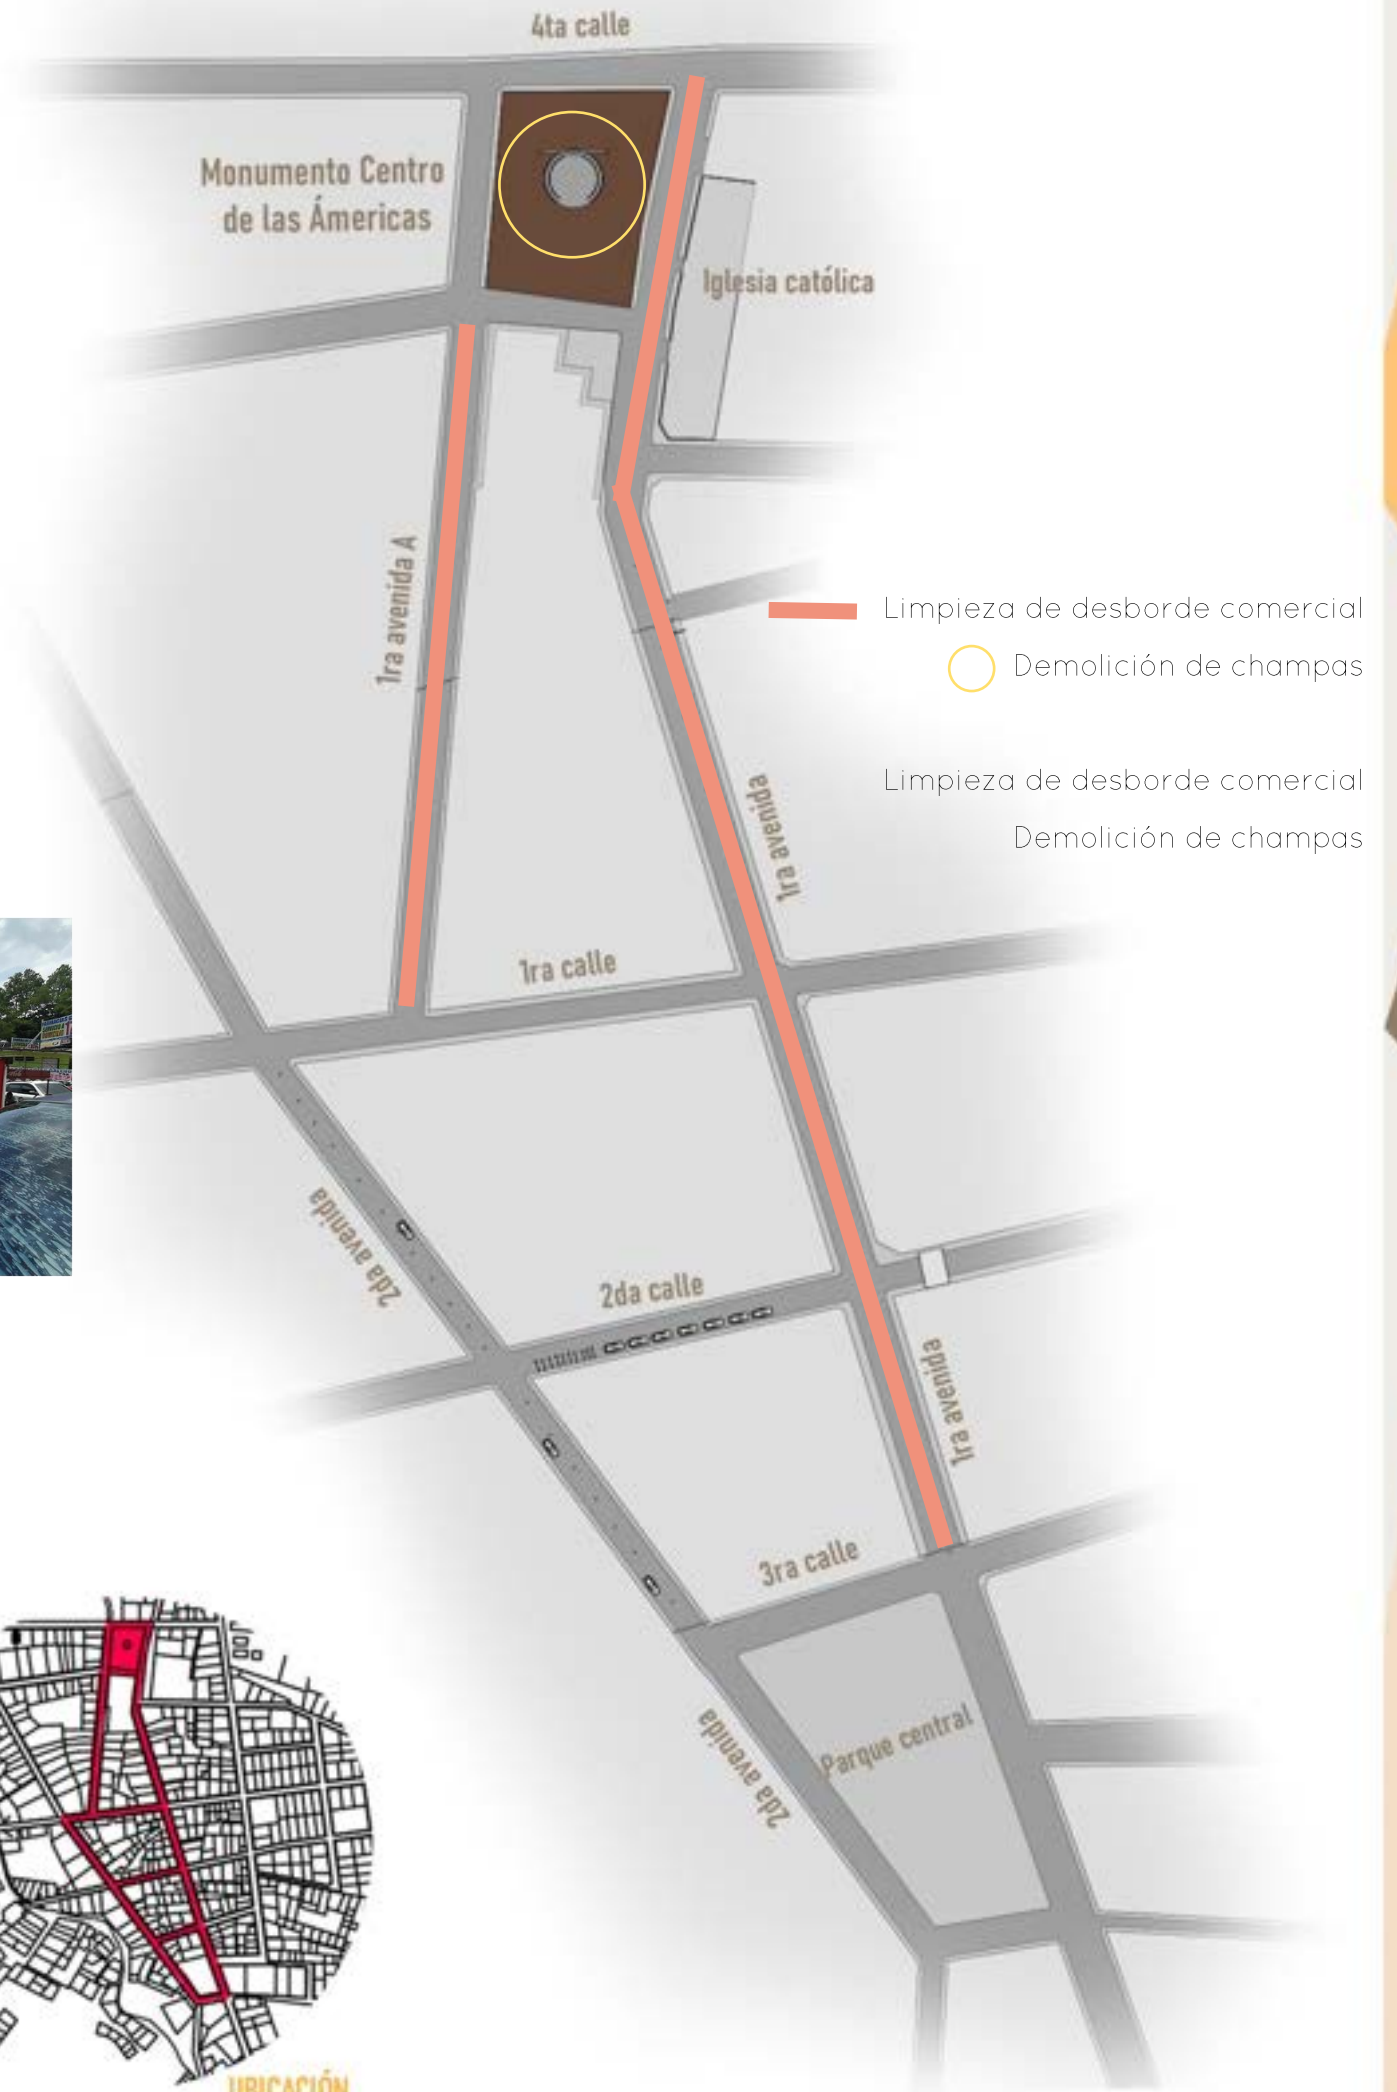 4ta calle
Monumento Centro
de las Ámericas
Iglesia católica
1ra avenida A
Limpieza de desborde comercial
Demolición de champas
Limpieza de desborde comercial
Demolición de champas
1ra avenida
1ra calle
2da avenida
2da calle
1ra avenida
3ra calle
Parque central
2da avenida
UBICACIÓN